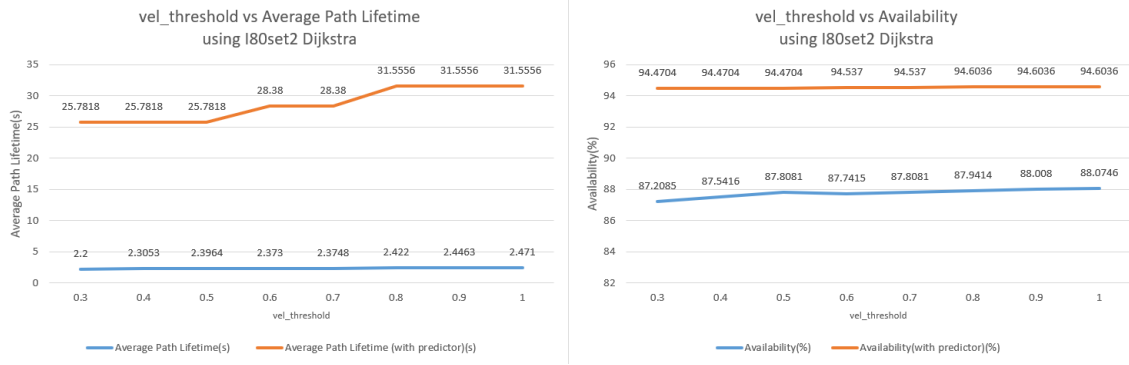 vel_threshold vs Average Path Lifetime
using I80set2 Dijkstra
Average Path Lifetime(s)
35
30
25
20
15
10
5
0
25.7818 25.7818 25.7818 28.38 28.38 31.5556 31.5556 31.5556
2.2 2.3053 2.3964 2.373 2.3748 2.422 2.4463 2.471
0.3 0.4 0.5 0.6 0.7 0.8 0.9 1
vel_threshold
Average Path Lifetime(s) Average Path Lifetime (with predictor)(s)
vel_threshold vs Availability
using I80set2 Dijkstra
Availability(%)
96
94
92
90
88
86
84
82
94.4704 94.4704 94.4704 94.537 94.537 94.6036 94.6036 94.6036
87.2085 87.5416 87.8081 87.7415 87.8081 87.9414 88.008 88.0746
0.3 0.4 0.5 0.6 0.7 0.8 0.9 1
vel_threshold
Availability(%) Availability(with predictor)(%)